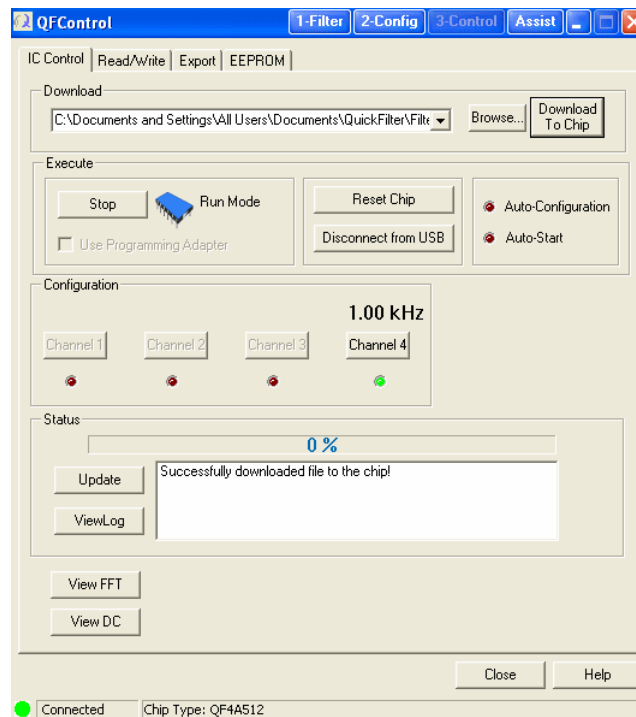 QFControl 1-Filter 2-Config 3-Control Assist
IC Control Read/Write Export EEPROM
Download
C:\Documents and Settings\All Users\Documents\QuickFilter\Filte
Browse...
Download
To Chip
Execute
Stop
Run Mode
Use Programming Adapter
Reset Chip
Disconnect from USB
Auto-Configuration
Auto-Start
Configuration
1.00 kHz
Channel 1 Channel 2 Channel 3 Channel 4
Status
0 %
Update
ViewLog
Successfully downloaded file to the chip!
View FFT
View DC
Close Help
Connected Chip Type: QF4A512